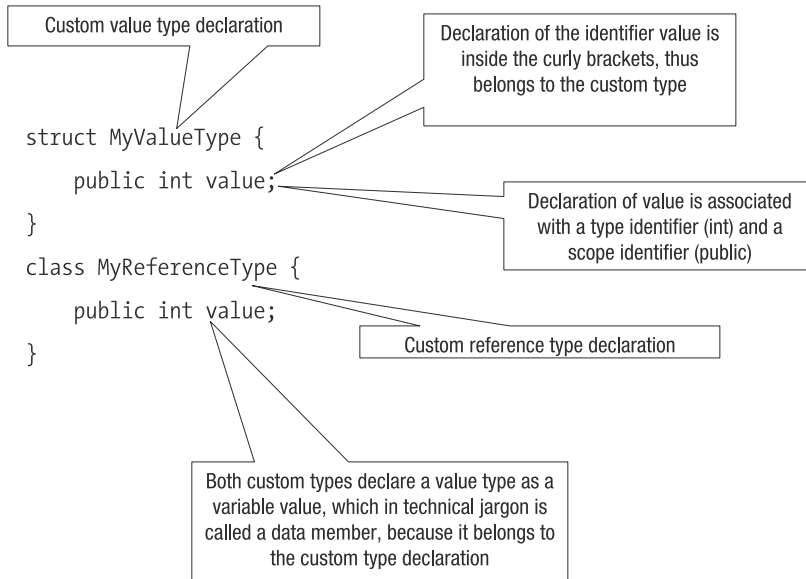 Custom value type declaration
Declaration of the identifier value is
inside the curly brackets, thus
belongs to the custom type
struct MyValueType {
public int value;
}
Declaration of value is associated
with a type identifier (int) and a
scope identifier (public)
class MyReferenceType {
public int value;
}
Custom reference type declaration
Both custom types declare a value type as a
variable value, which in technical jargon is
called a data member, because it belongs to
the custom type declaration